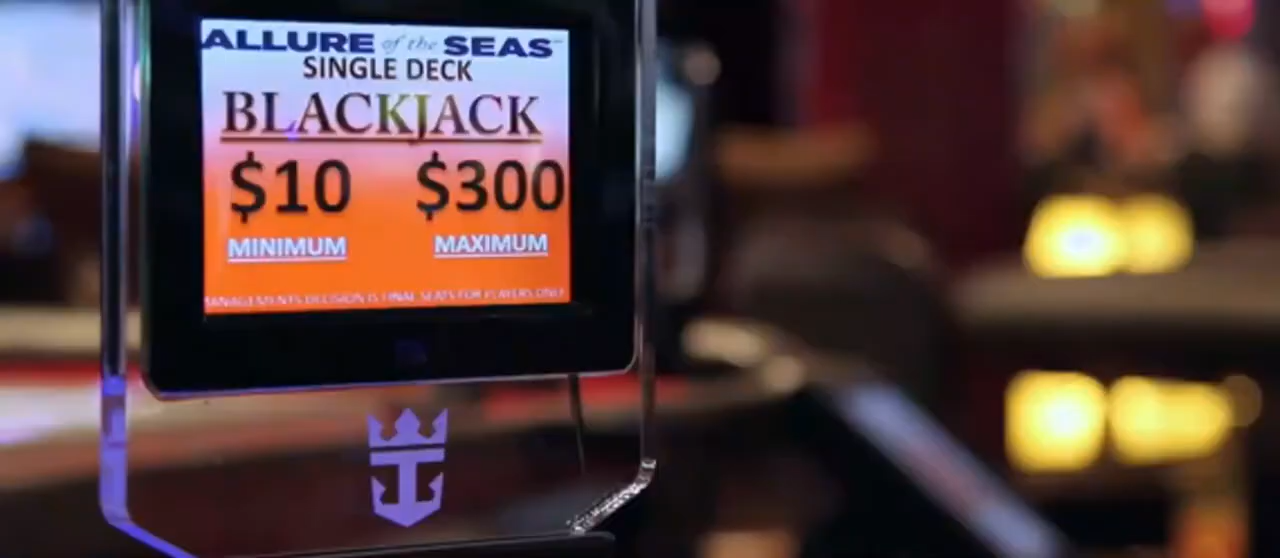 ALLURE of the SEAS
SINGLE DECK
BLACKJACK
$10 $300
MINIMUM MAXIMUM
MANAGEMENTS DECISION IS FINAL SEATS FOR PLAYERS ONLY